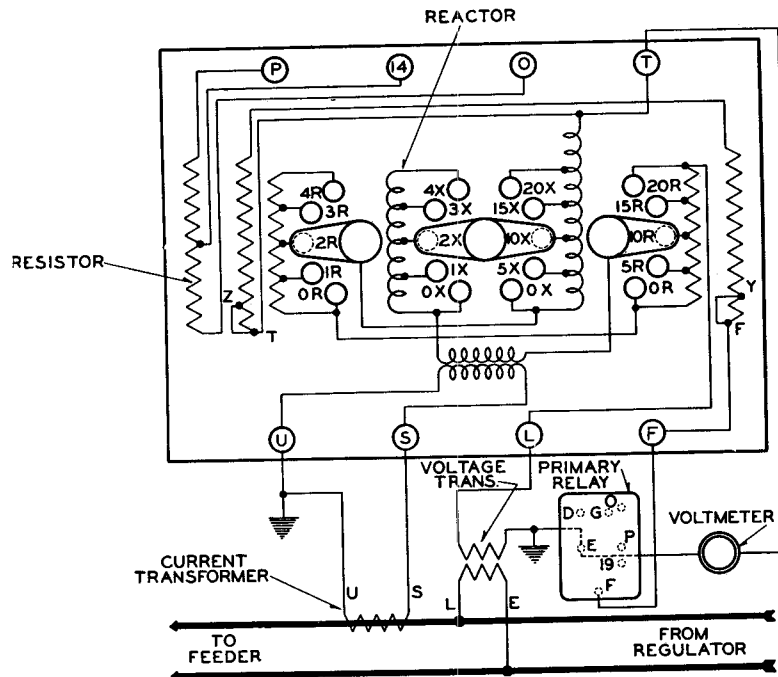 REACTOR
P 14 O T
4R 4X 20X 20R
3R 3X 15X 15R
2R 2X 10X 10R
RESISTOR
1R 1X 5X 5R
Z Y
0R 0X 0X 0R
T F
U S L F
VOLTAGE TRANS.
PRIMARY RELAY
O
D G
VOLTMETER
E P
CURRENT TRANSFORMER
19
U S L E F
TO FEEDER
FROM REGULATOR